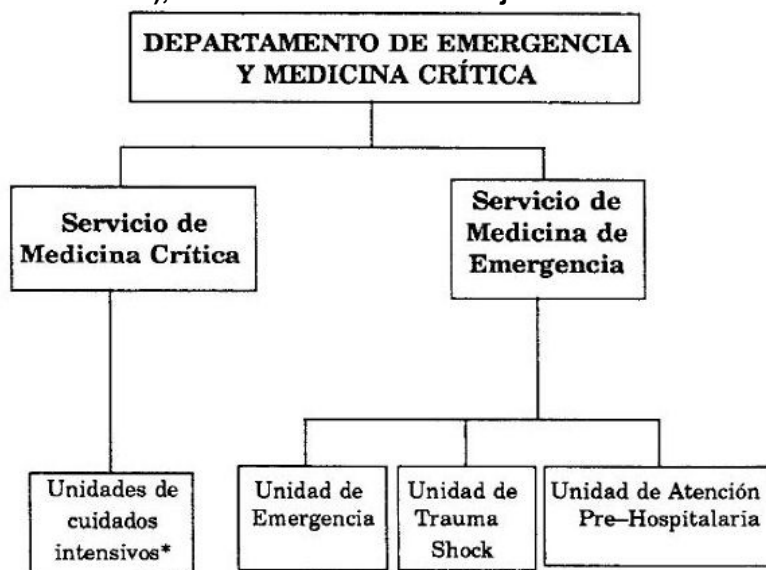 DEPARTAMENTO DE EMERGENCIA
Y MEDICINA CRÍTICA
Servicio de
Medicina Crítica
Servicio de
Medicina de
Emergencia
Unidades de
cuidados
intensivos*
Unidad de
Emergencia
Unidad de
Trauma
Shock
Unidad de Atención
Pre–Hospitalaria